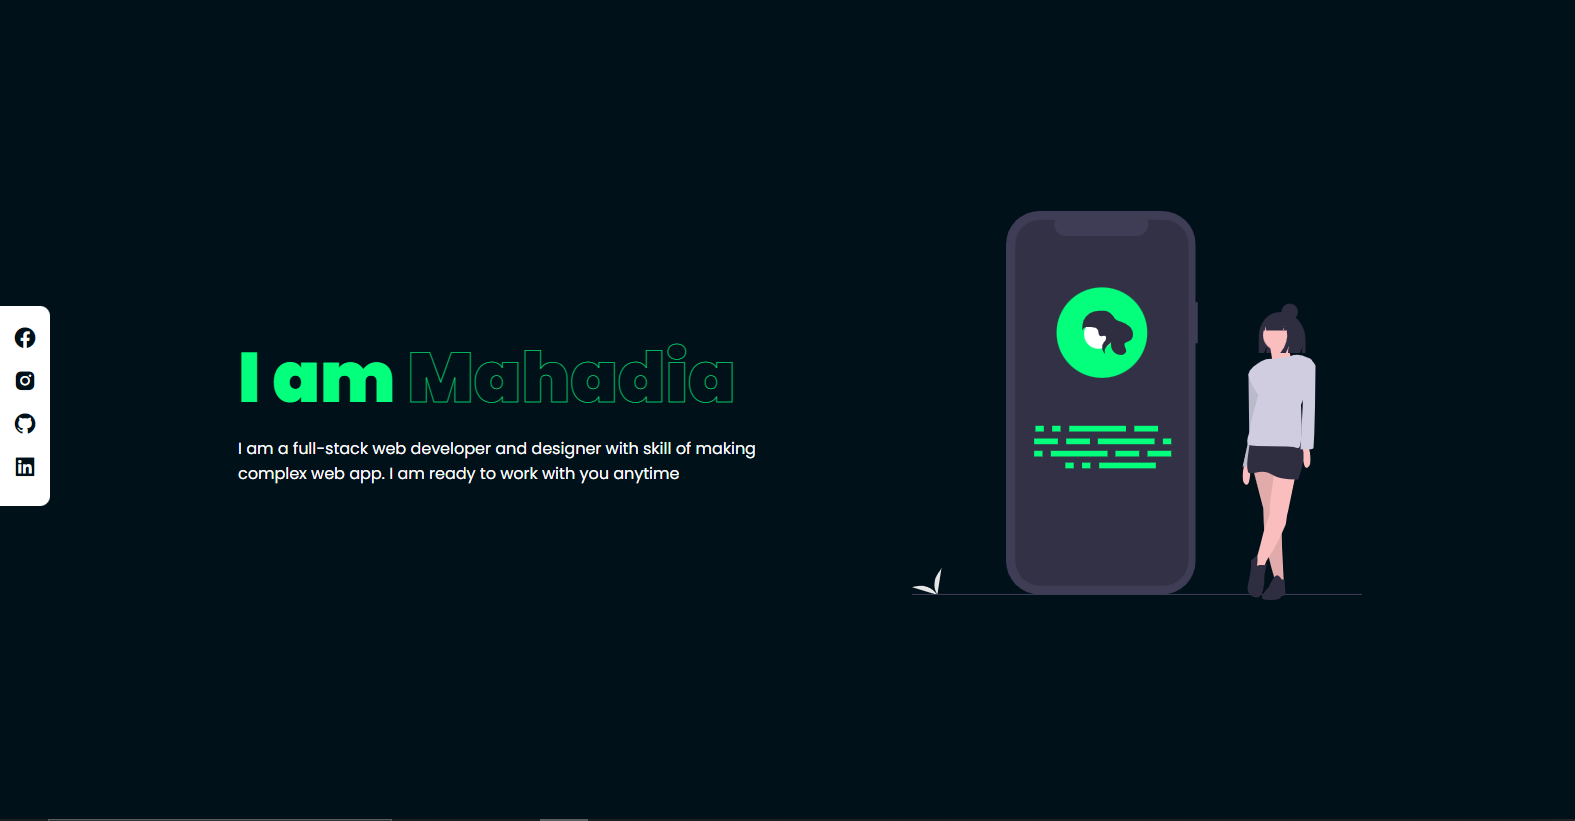 I am Mahadia
I am a full-stack web developer and designer with skill of making
complex web app. I am ready to work with you anytime